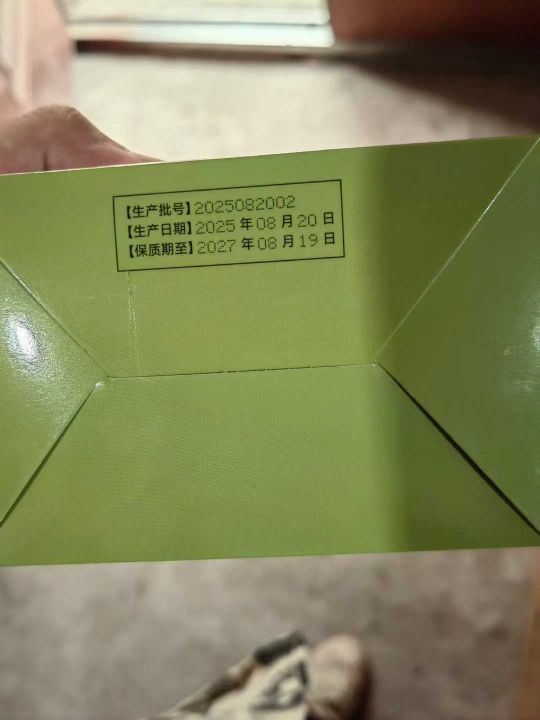 【生产批号】2025082002
【生产日期】2025 年 08 月 20 日
【保质期至】2027 年 08 月 19 日